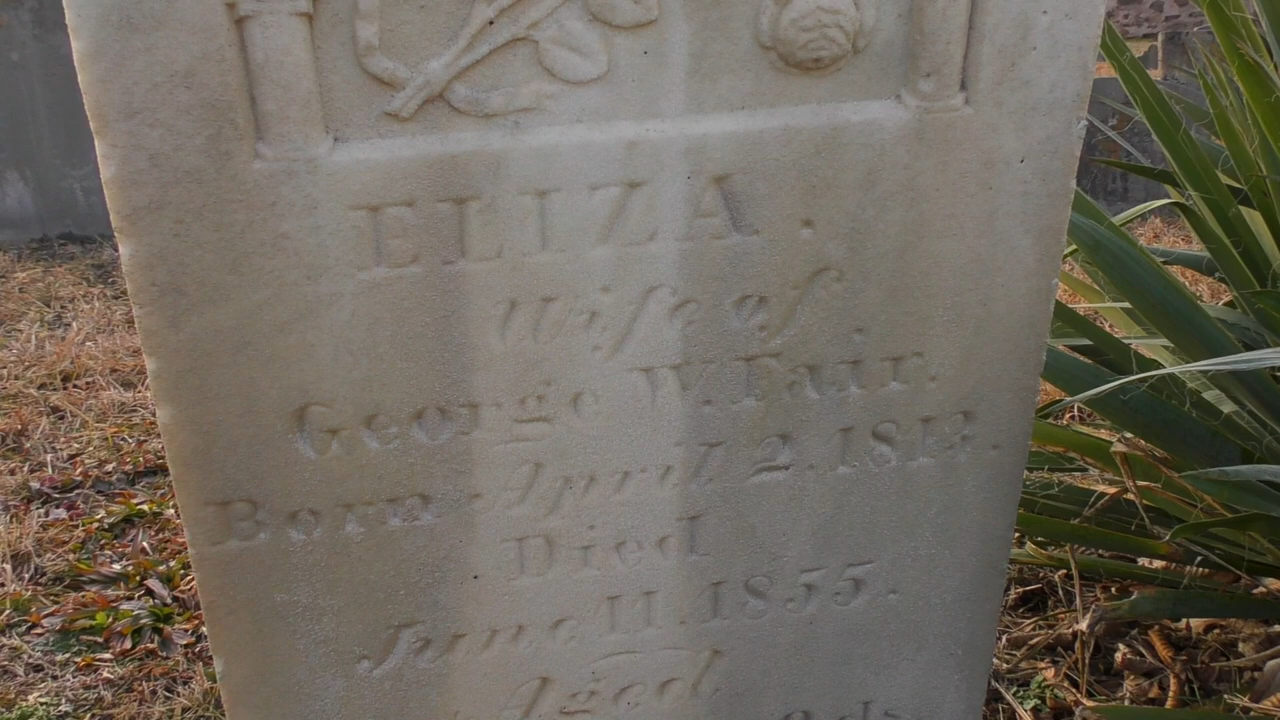 ELIZA.
Wife of
George W. Fair.
Born April 2, 1813.
Died
June 11, 1855.
Aged